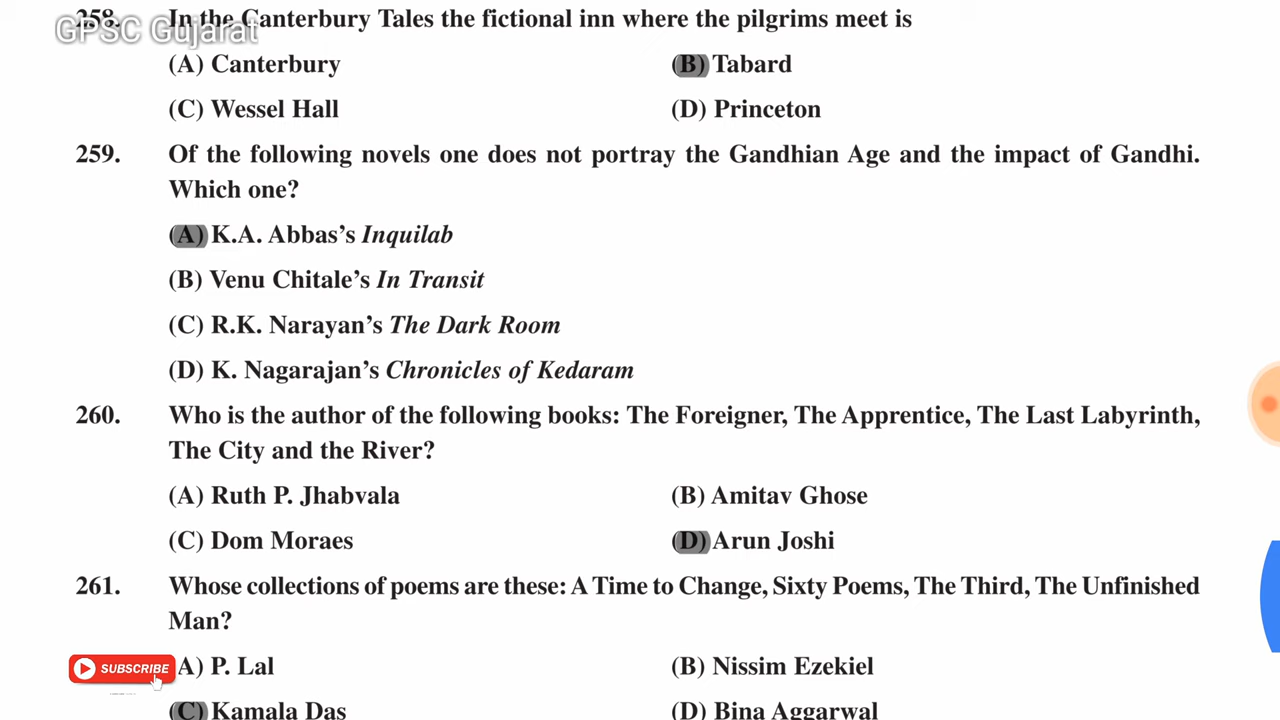 258. In the Canterbury Tales the fictional inn where the pilgrims meet is
GPSC Gujarat
(A) Canterbury (B) Tabard
(C) Wessel Hall (D) Princeton
259. Of the following novels one does not portray the Gandhian Age and the impact of Gandhi.
Which one?
(A) K.A. Abbas's Inquilab
(B) Venu Chitale's In Transit
(C) R.K. Narayan's The Dark Room
(D) K. Nagarajan's Chronicles of Kedaram
260. Who is the author of the following books: The Foreigner, The Apprentice, The Last Labyrinth,
The City and the River?
(A) Ruth P. Jhabvala (B) Amitav Ghose
(C) Dom Moraes (D) Arun Joshi
261. Whose collections of poems are these: A Time to Change, Sixty Poems, The Third, The Unfinished
Man?
SUBSCRIBE A) P. Lal (B) Nissim Ezekiel
(C) Kamala Das (D) Bina Aggarwal